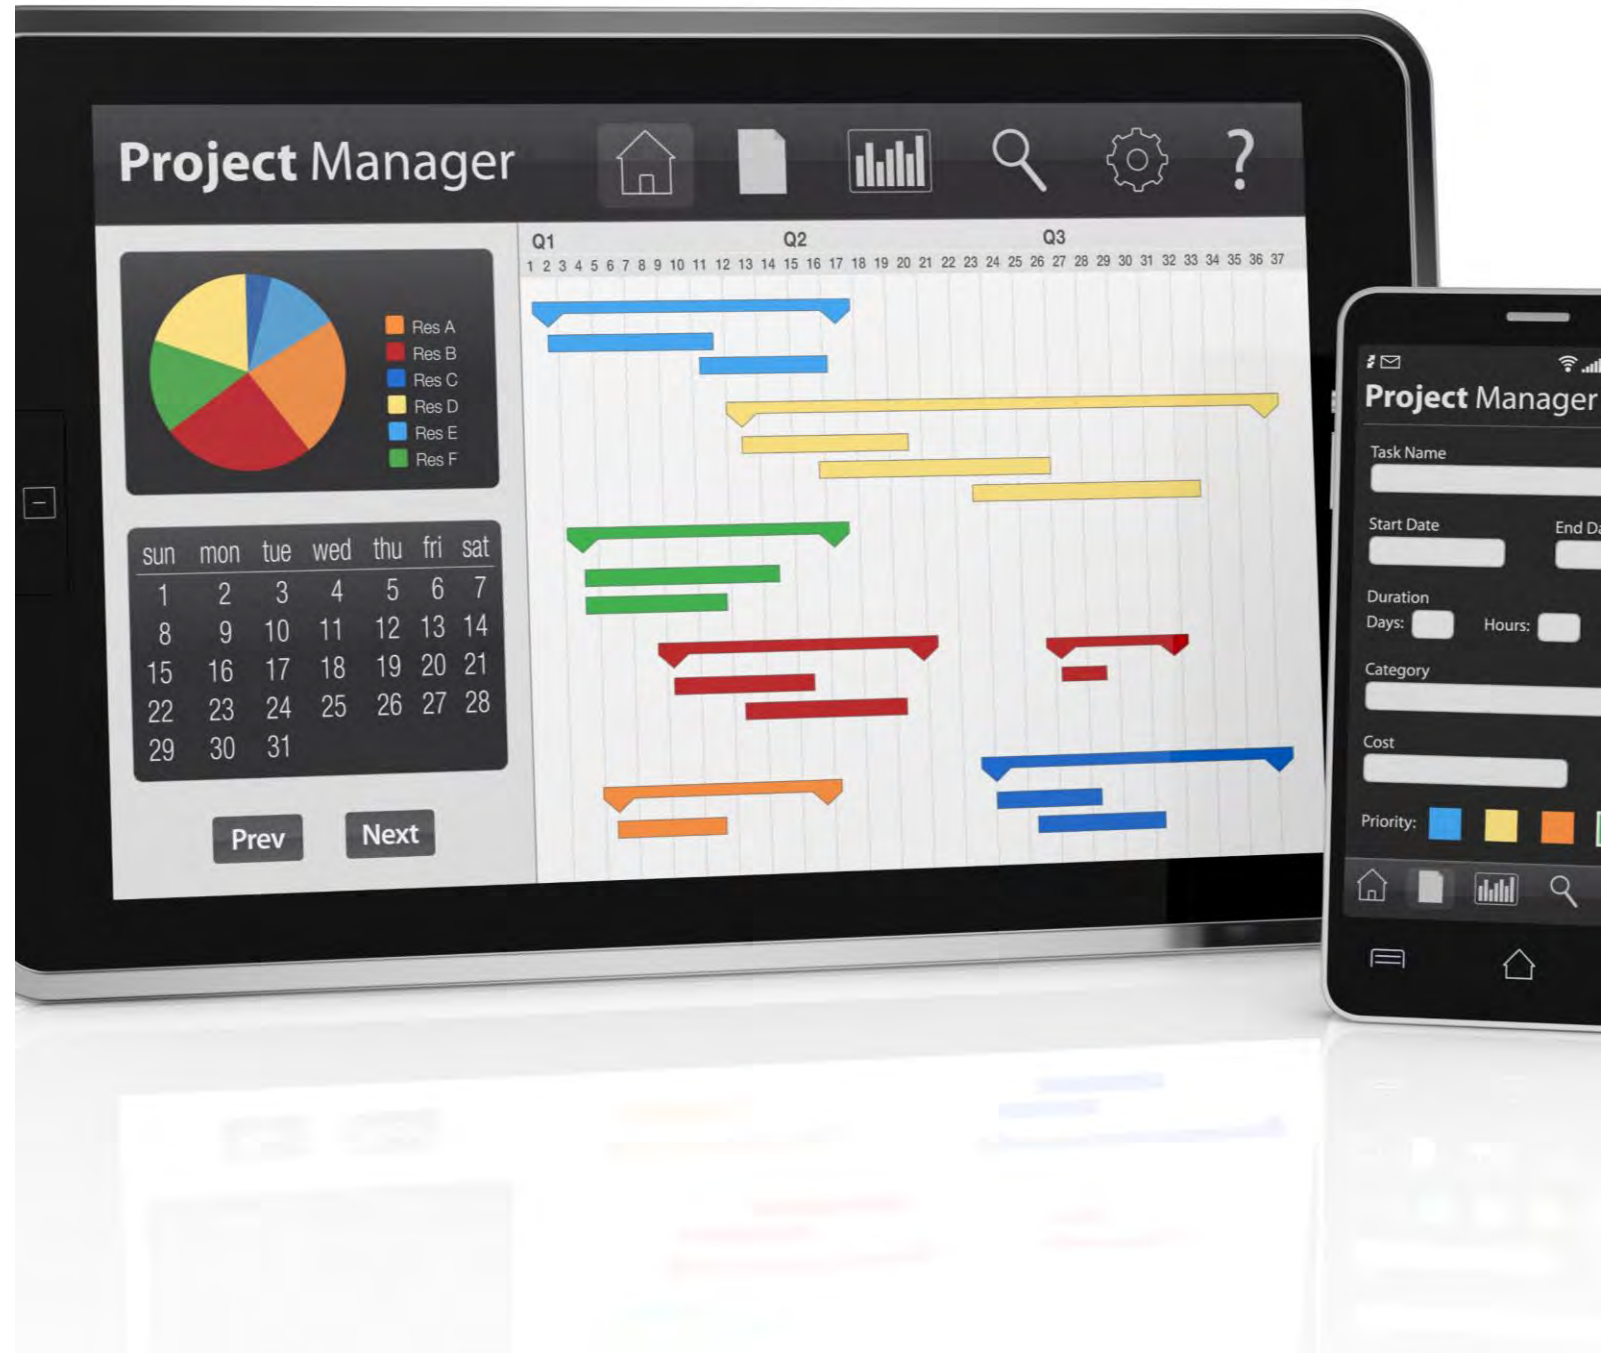 Project Manager
?
Res A
Res B
Res C
Res D
Res E
Res F
sun mon tue wed thu fri sat
1 2 3 4 5 6 7
8 9 10 11 12 13 14
15 16 17 18 19 20 21
22 23 24 25 26 27 28
29 30 31
Prev Next
Q1 Q2 Q3
1 2 3 4 5 6 7 8 9 10 11 12 13 14 15 16 17 18 19 20 21 22 23 24 25 26 27 28 29 30 31 32 33 34 35 36 37
Project Manager
Task Name
Start Date End Da
Duration
Days: Hours:
Category
Cost
Priority: